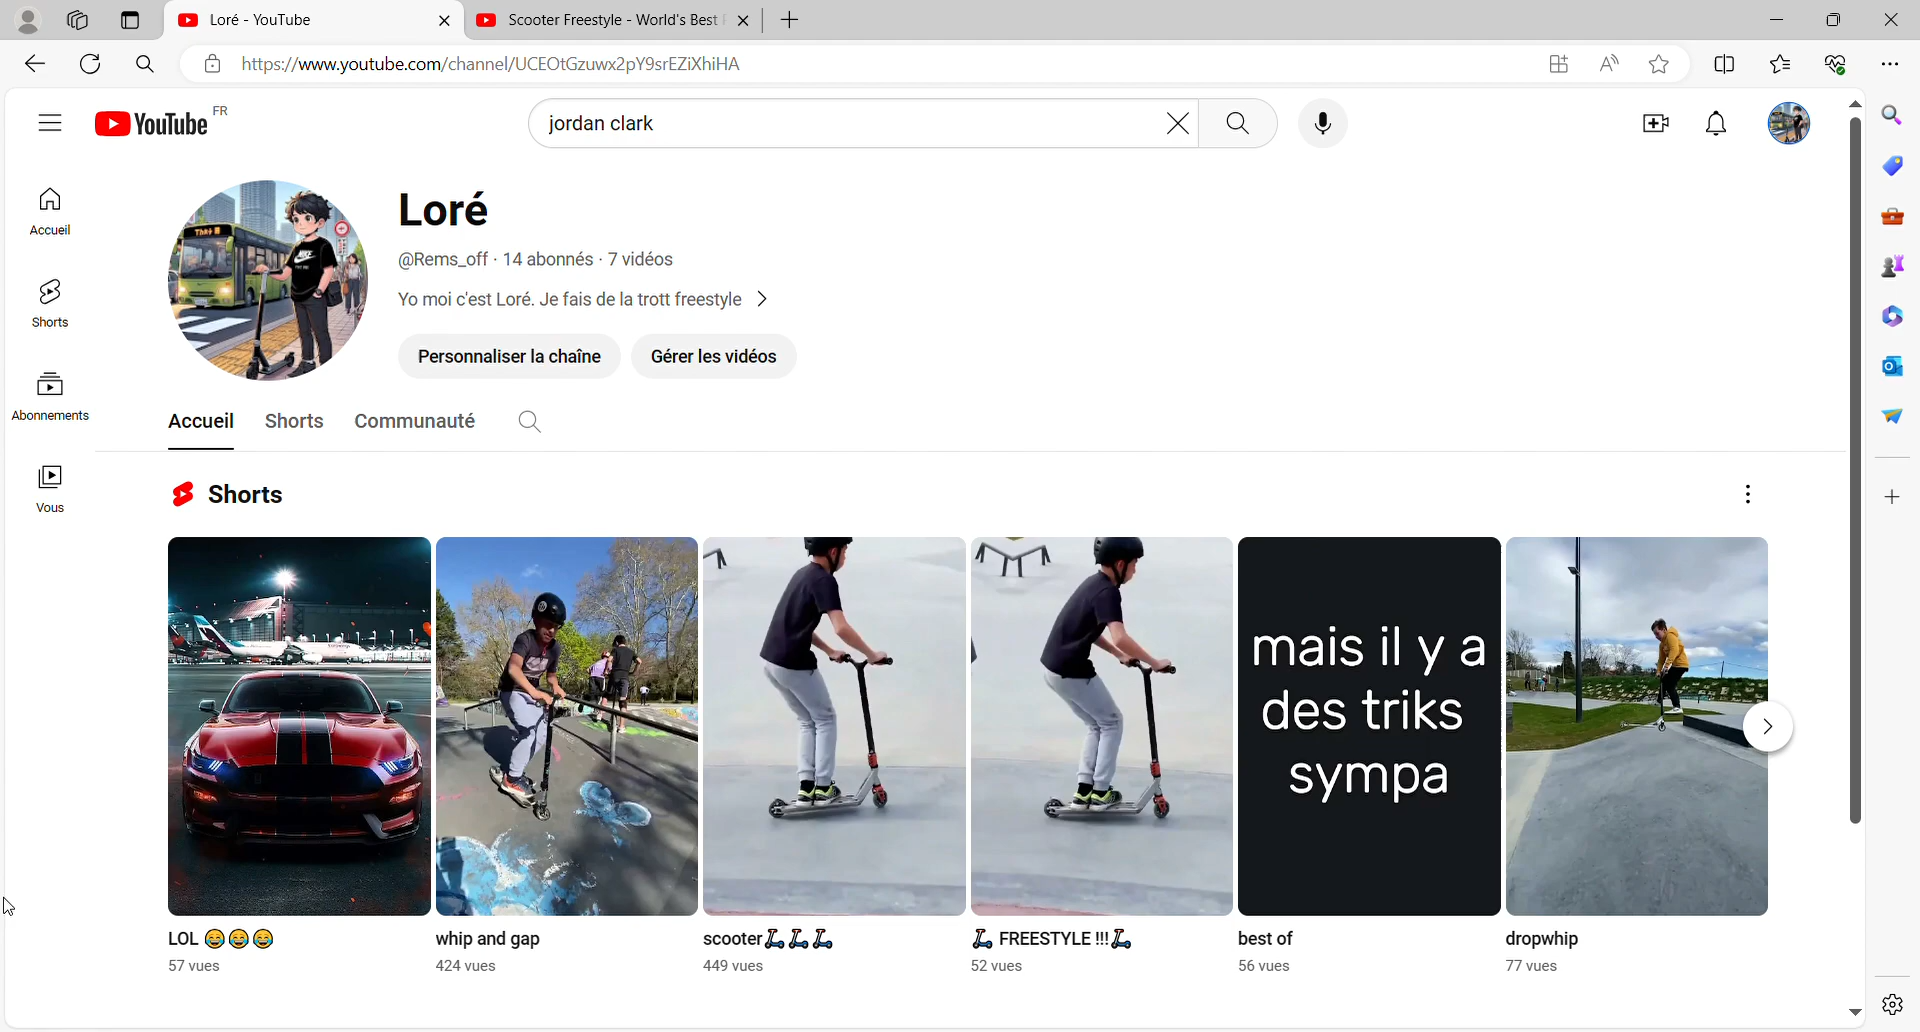 Loré - YouTube
Scooter Freestyle - World's Best
https://www.youtube.com/channel/UCEOtGzuwx2pY9srEZiXhiHA
YouTube FR
jordan clark
Accueil
Shorts
Abonnements
Vous
Loré
@Rems_off · 14 abonnés · 7 vidéos
Yo moi c'est Loré. Je fais de la trott freestyle
Personnaliser la chaîne
Gérer les vidéos
Accueil
Shorts
Communauté
Shorts
mais il y a
des triks
sympa
LOL 😂😂😂
57 vues
whip and gap
424 vues
scooter🛴🛴🛴
449 vues
🛴 FREESTYLE !!!🛴
52 vues
best of
56 vues
dropwhip
77 vues